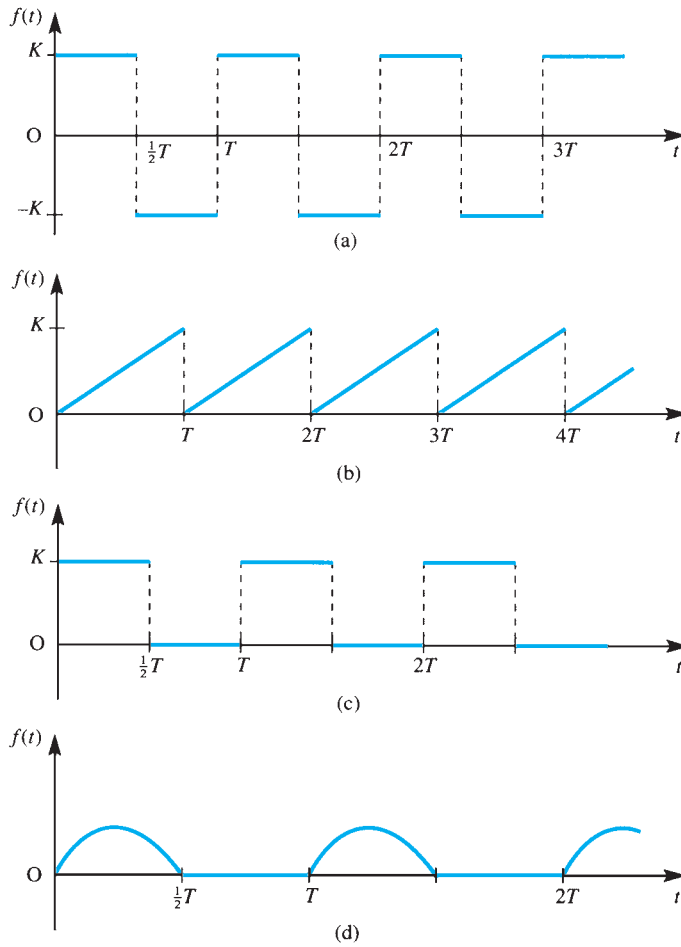 f(t)
K
O
½T T 2T 3T t
–K
(a)
f(t)
K
O
T 2T 3T 4T t
(b)
f(t)
K
O
½T T 2T t
(c)
f(t)
O
½T T 2T t
(d)